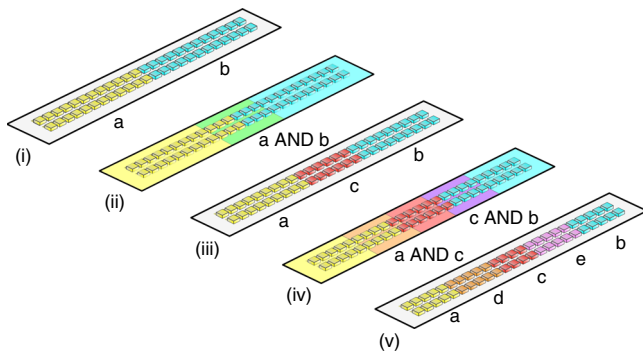 b
a
(i)
a AND b
(ii)
b
c
a
(iii)
c AND b
a AND c
(iv)
b
e
c
d
a
(v)